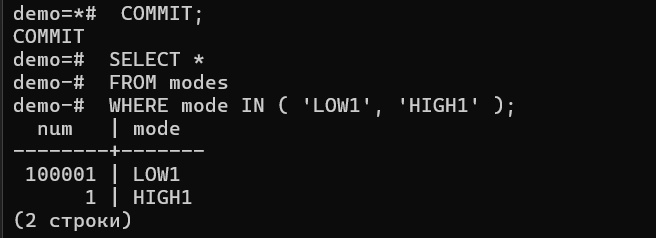 demo=*#  COMMIT;
COMMIT
demo=#  SELECT *
demo-#  FROM modes
demo-#  WHERE mode IN ( 'LOW1', 'HIGH1' );
  num   | mode
--------+-------
 100001 | LOW1
      1 | HIGH1
(2 строки)